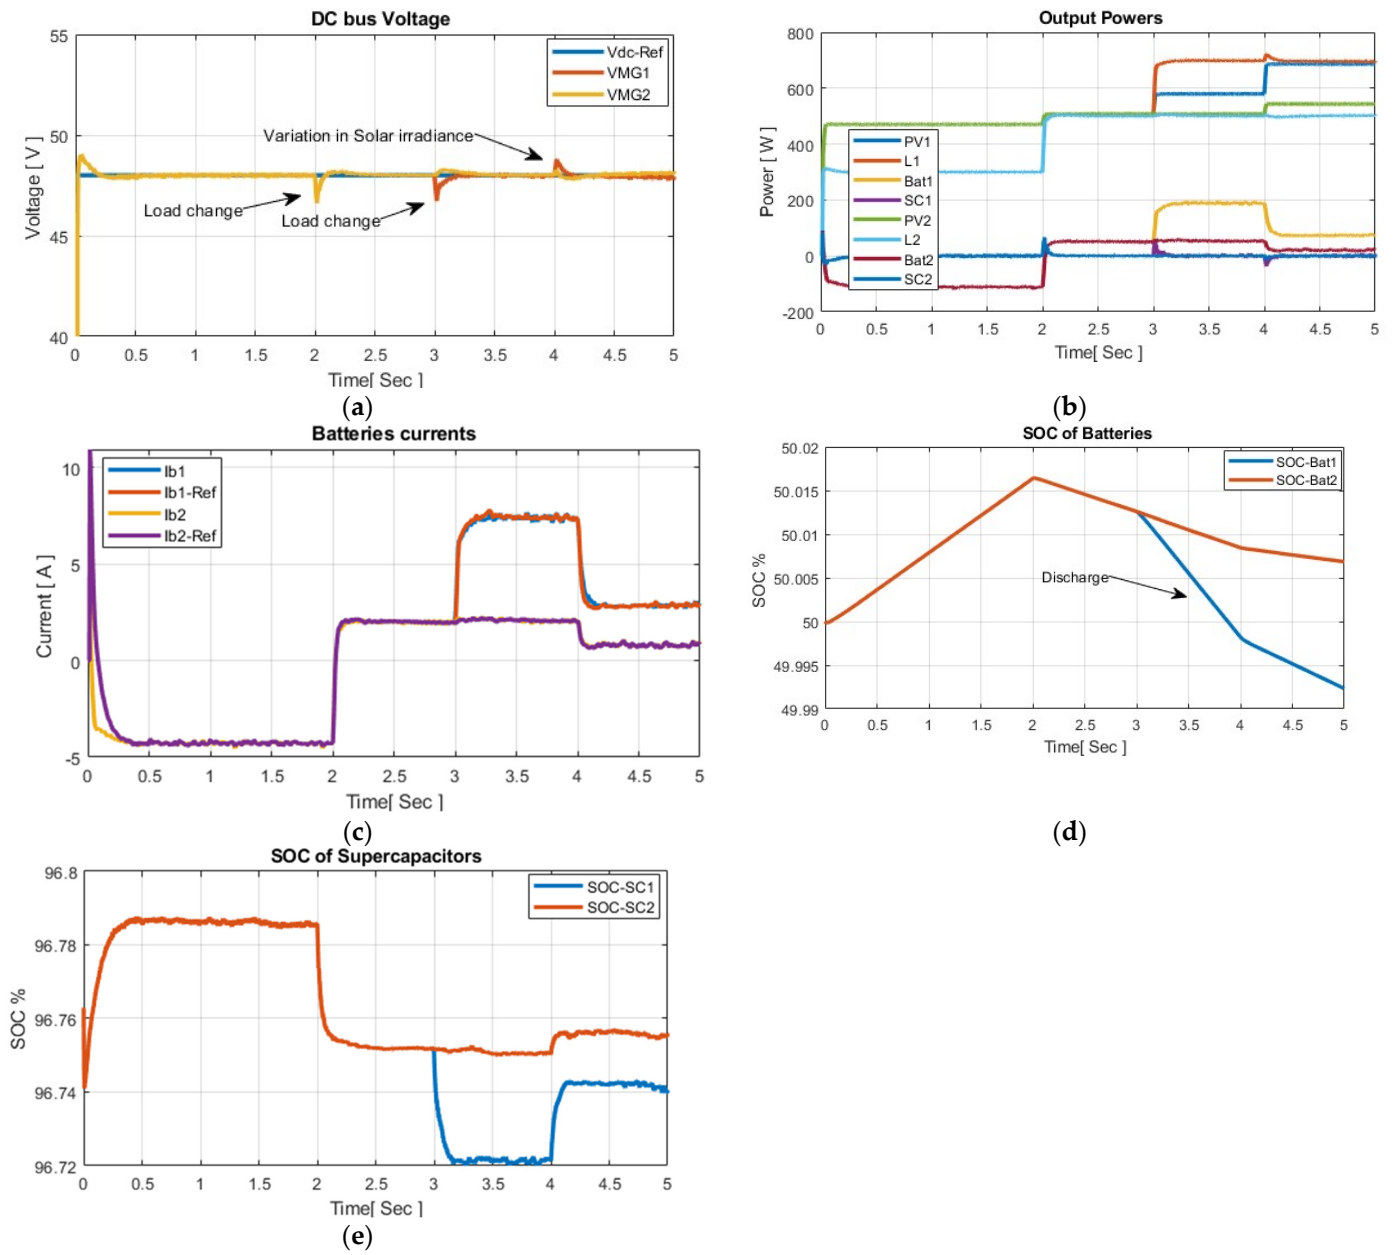 DC bus Voltage
55
50
45
40
Voltage [ V ]
Vdc-Ref
VMG1
VMG2
Variation in Solar irradiance
Load change
Load change
0 0.5 1 1.5 2 2.5 3 3.5 4 4.5 5
Time[ Sec ]
(a)
Output Powers
800
600
400
200
0
-200
Power [ W ]
PV1
L1
Bat1
SC1
PV2
L2
Bat2
SC2
0 0.5 1 1.5 2 2.5 3 3.5 4 4.5 5
Time[ Sec ]
(b)
Batteries currents
10
5
0
-5
Current [ A ]
Ib1
Ib1-Ref
Ib2
Ib2-Ref
0 0.5 1 1.5 2 2.5 3 3.5 4 4.5 5
Time[ Sec ]
(c)
SOC of Batteries
50.02
50.015
50.01
50.005
50
49.995
49.99
SOC %
SOC-Bat1
SOC-Bat2
Discharge
0 0.5 1 1.5 2 2.5 3 3.5 4 4.5 5
Time[ Sec ]
(d)
SOC of Supercapacitors
96.8
96.78
96.76
96.74
96.72
SOC %
SOC-SC1
SOC-SC2
0 0.5 1 1.5 2 2.5 3 3.5 4 4.5 5
Time[ Sec ]
(e)